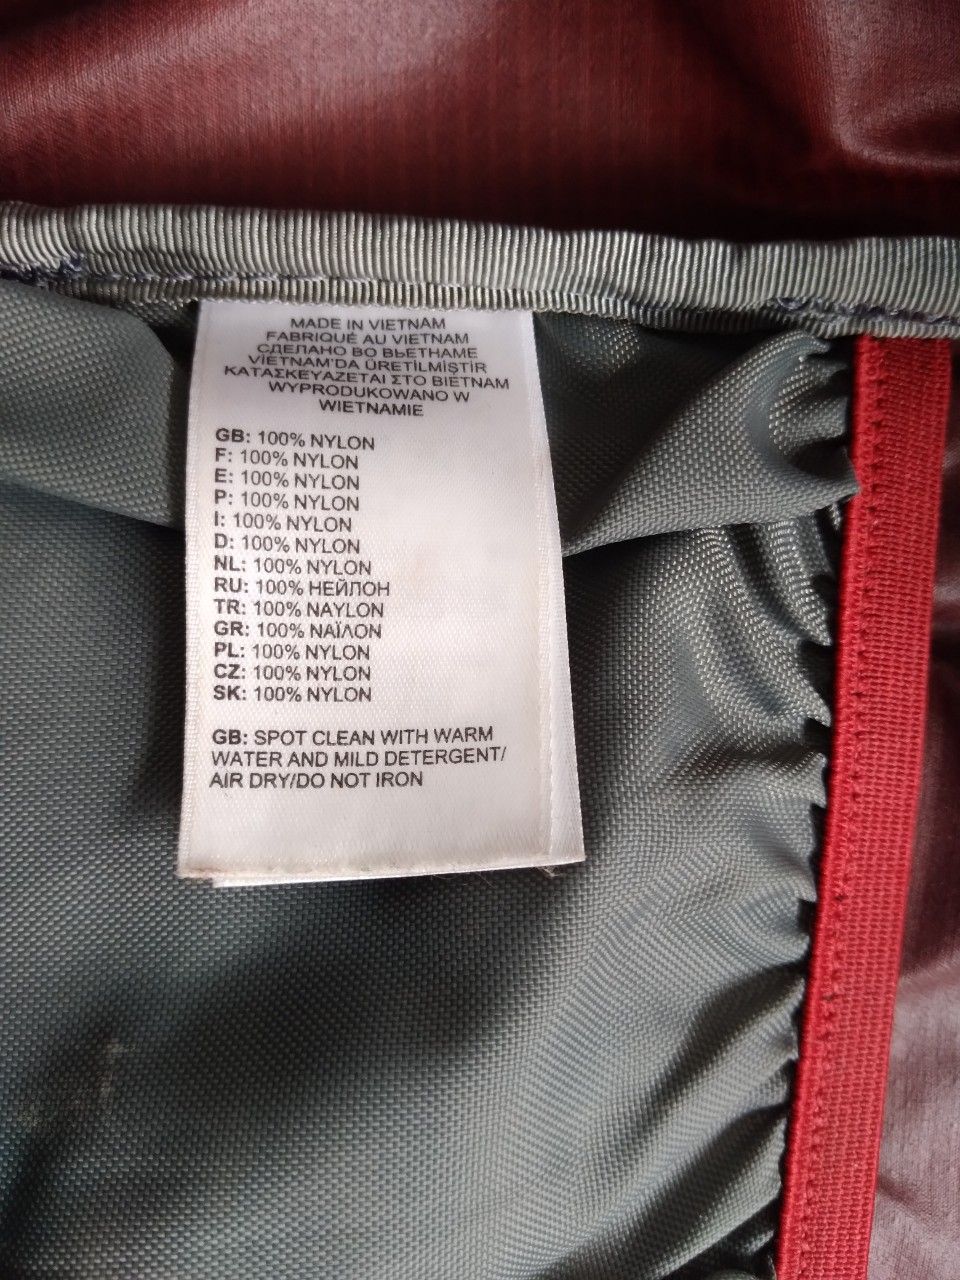 MADE IN VIETNAM
FABRIQUÉ AU VIETNAM
СДЕЛАНО ВО ВЬЕТНАМЕ
VİETNAM'DA ÜRETİLMİŞTİR
ΚΑΤΑΣΚΕΥΑΖΕΤΑΙ ΣΤΟ ΒΙΕΤΝΑΜ
WYPRODUKOWANO W
WIETNAMIE
GB: 100% NYLON
F: 100% NYLON
E: 100% NYLON
P: 100% NYLON
I: 100% NYLON
D: 100% NYLON
NL: 100% NYLON
RU: 100% НЕЙЛОН
TR: 100% NAYLON
GR: 100% ΝΑΪΛΟΝ
PL: 100% NYLON
CZ: 100% NYLON
SK: 100% NYLON
GB: SPOT CLEAN WITH WARM
WATER AND MILD DETERGENT/
AIR DRY/DO NOT IRON